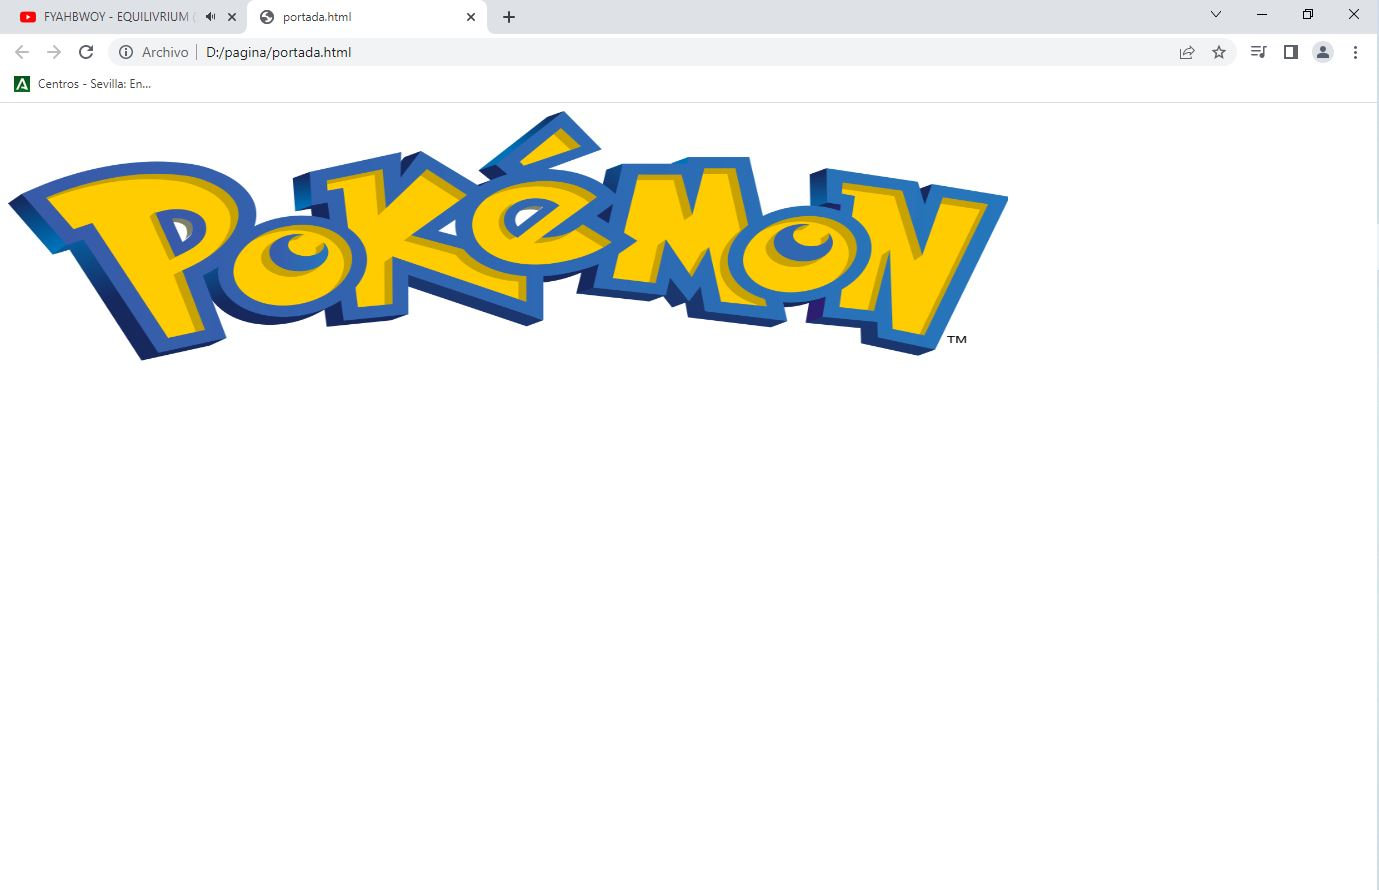 FYAHBWOY - EQUILIVRIUM (
portada.html
Archivo
D:/pagina/portada.html
Centros - Sevilla: En...
POKéMON
TM